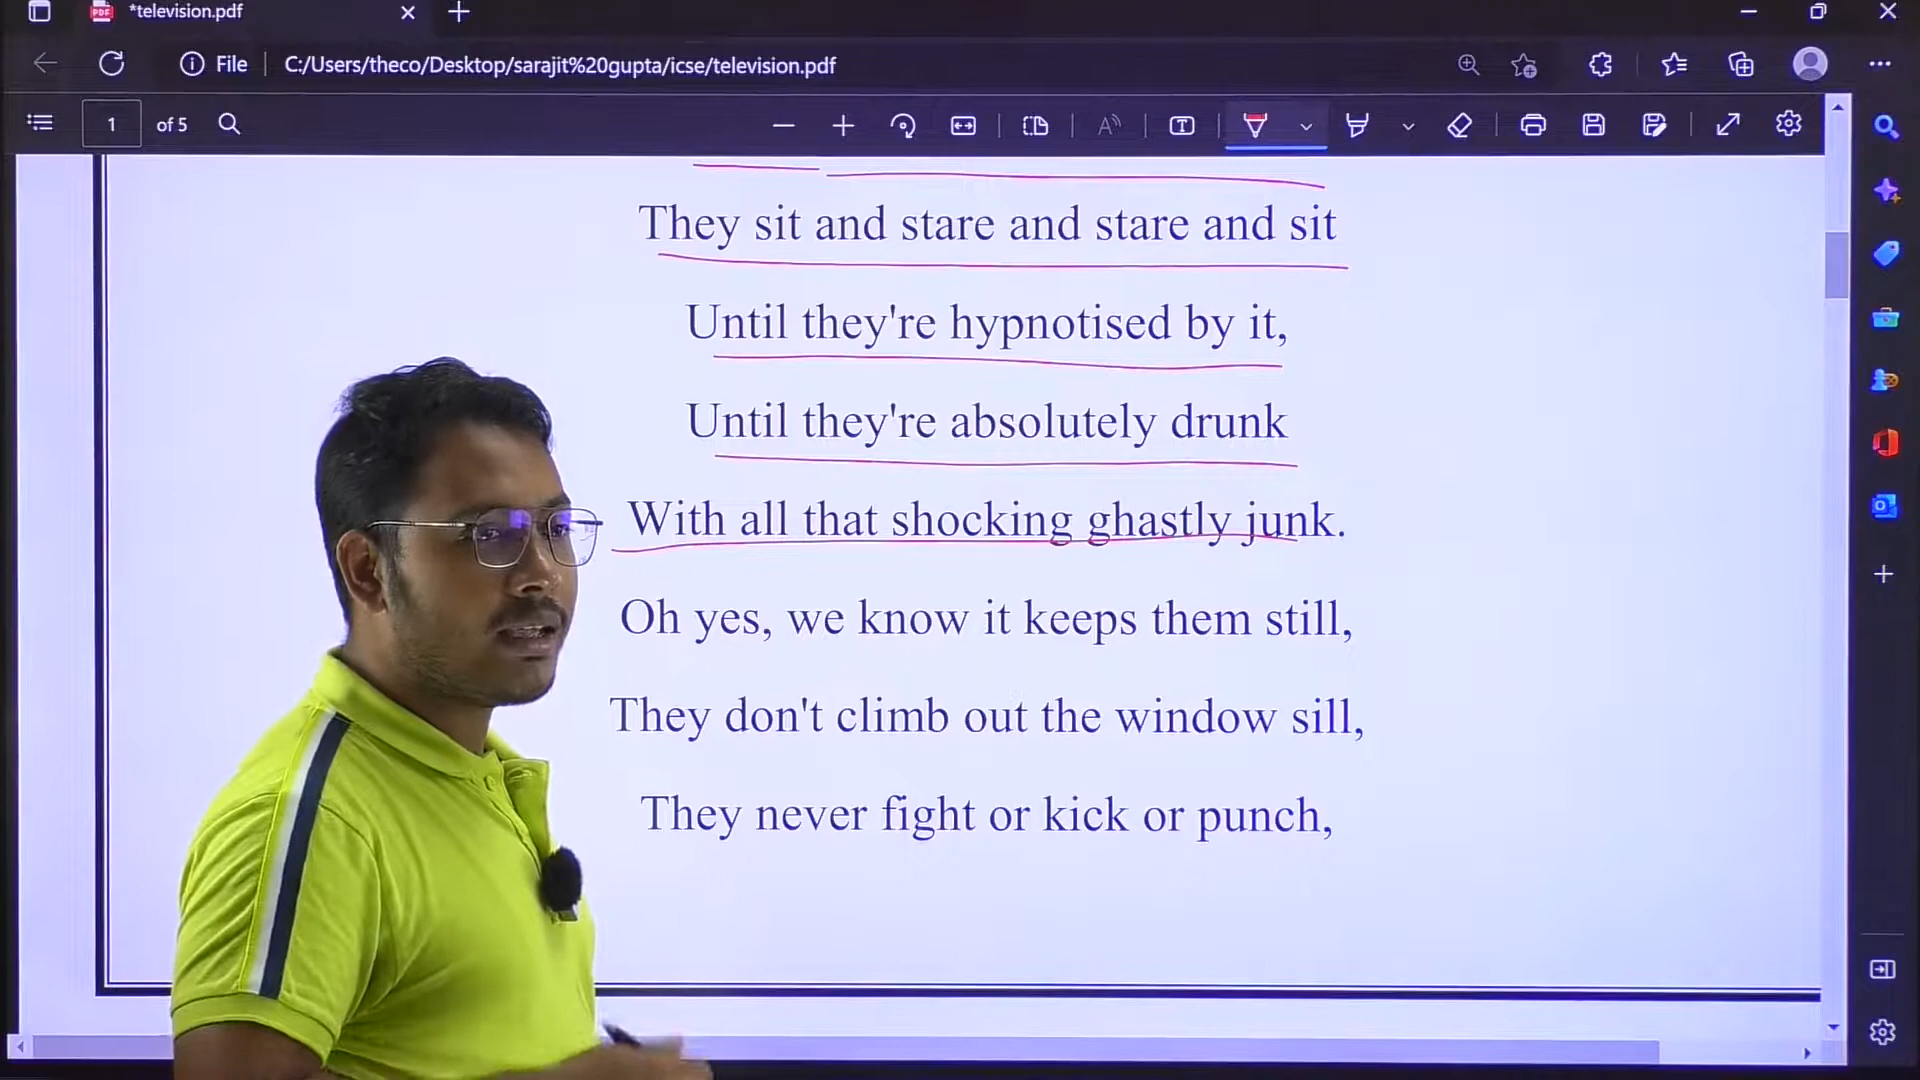 *television.pdf
File
C:/Users/theco/Desktop/sarajit%20gupta/icse/television.pdf
1 of 5
They sit and stare and stare and sit
Until they're hypnotised by it,
Until they're absolutely drunk
With all that shocking ghastly junk.
Oh yes, we know it keeps them still,
They don't climb out the window sill,
They never fight or kick or punch,